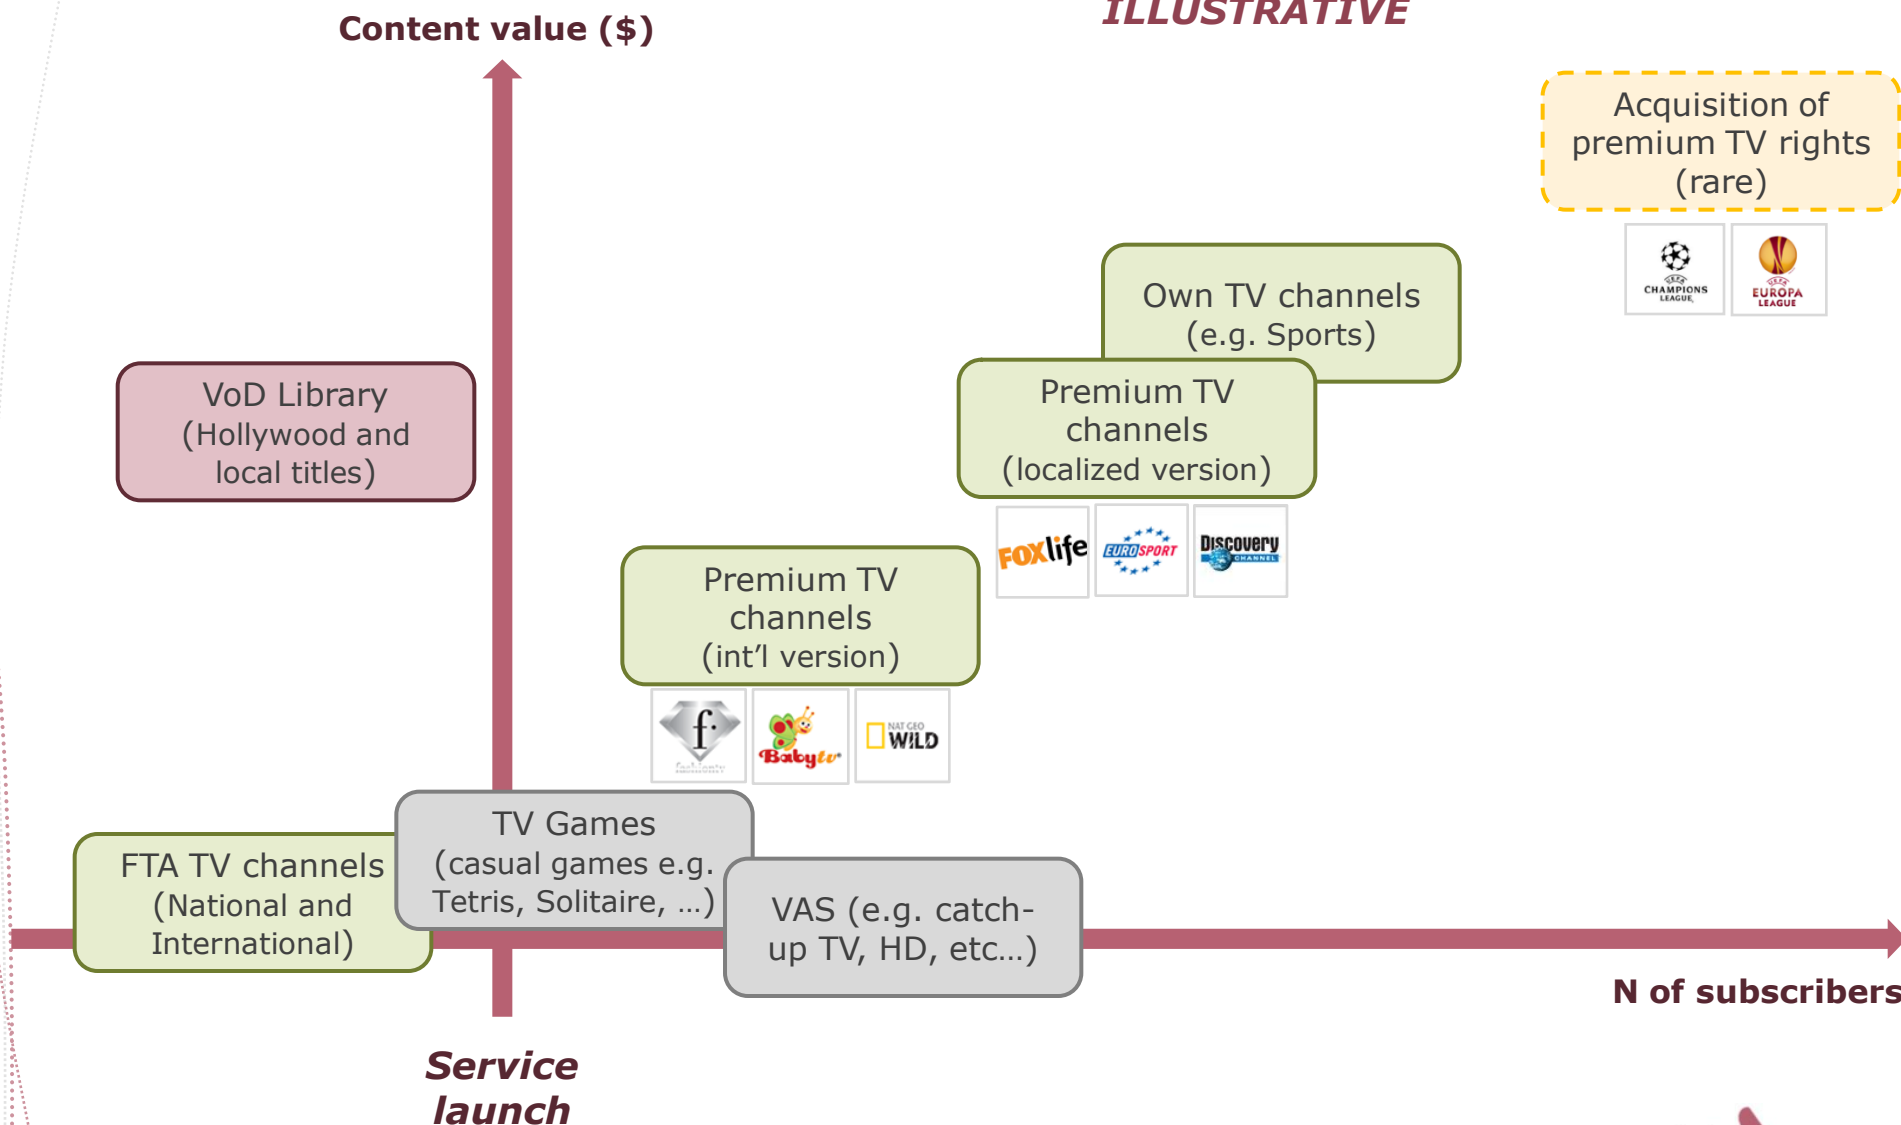 ILLUSTRATIVE
Content value ($)
Acquisition of
premium TV rights
(rare)
UEFA
CHAMPIONS
LEAGUE
UEFA
EUROPA
LEAGUE
Own TV channels
(e.g. Sports)
VoD Library
(Hollywood and
local titles)
Premium TV
channels
(localized version)
FOXlife
EUROSPORT
DISCOVERY
CHANNEL
Premium TV
channels
(int’l version)
f.
fashiontv
Babytv
NAT GEO
WILD
TV Games
(casual games e.g.
Tetris, Solitaire, …)
FTA TV channels
(National and
International)
VAS (e.g. catch-
up TV, HD, etc…)
N of subscribers
Service
launch